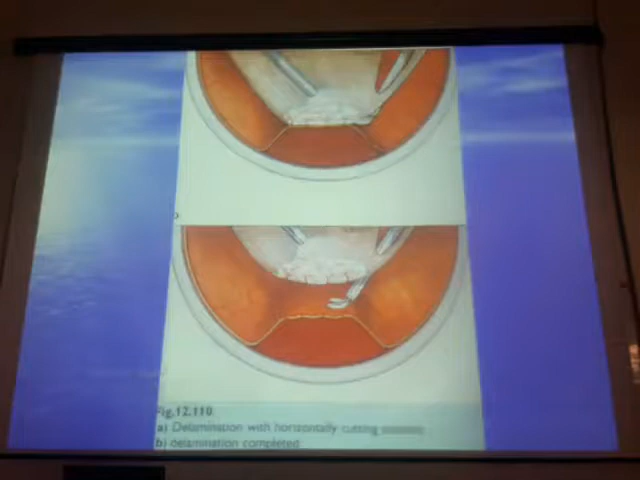 Fig.12.110
a) Delamination with horizontally cutting
b) delamination completed